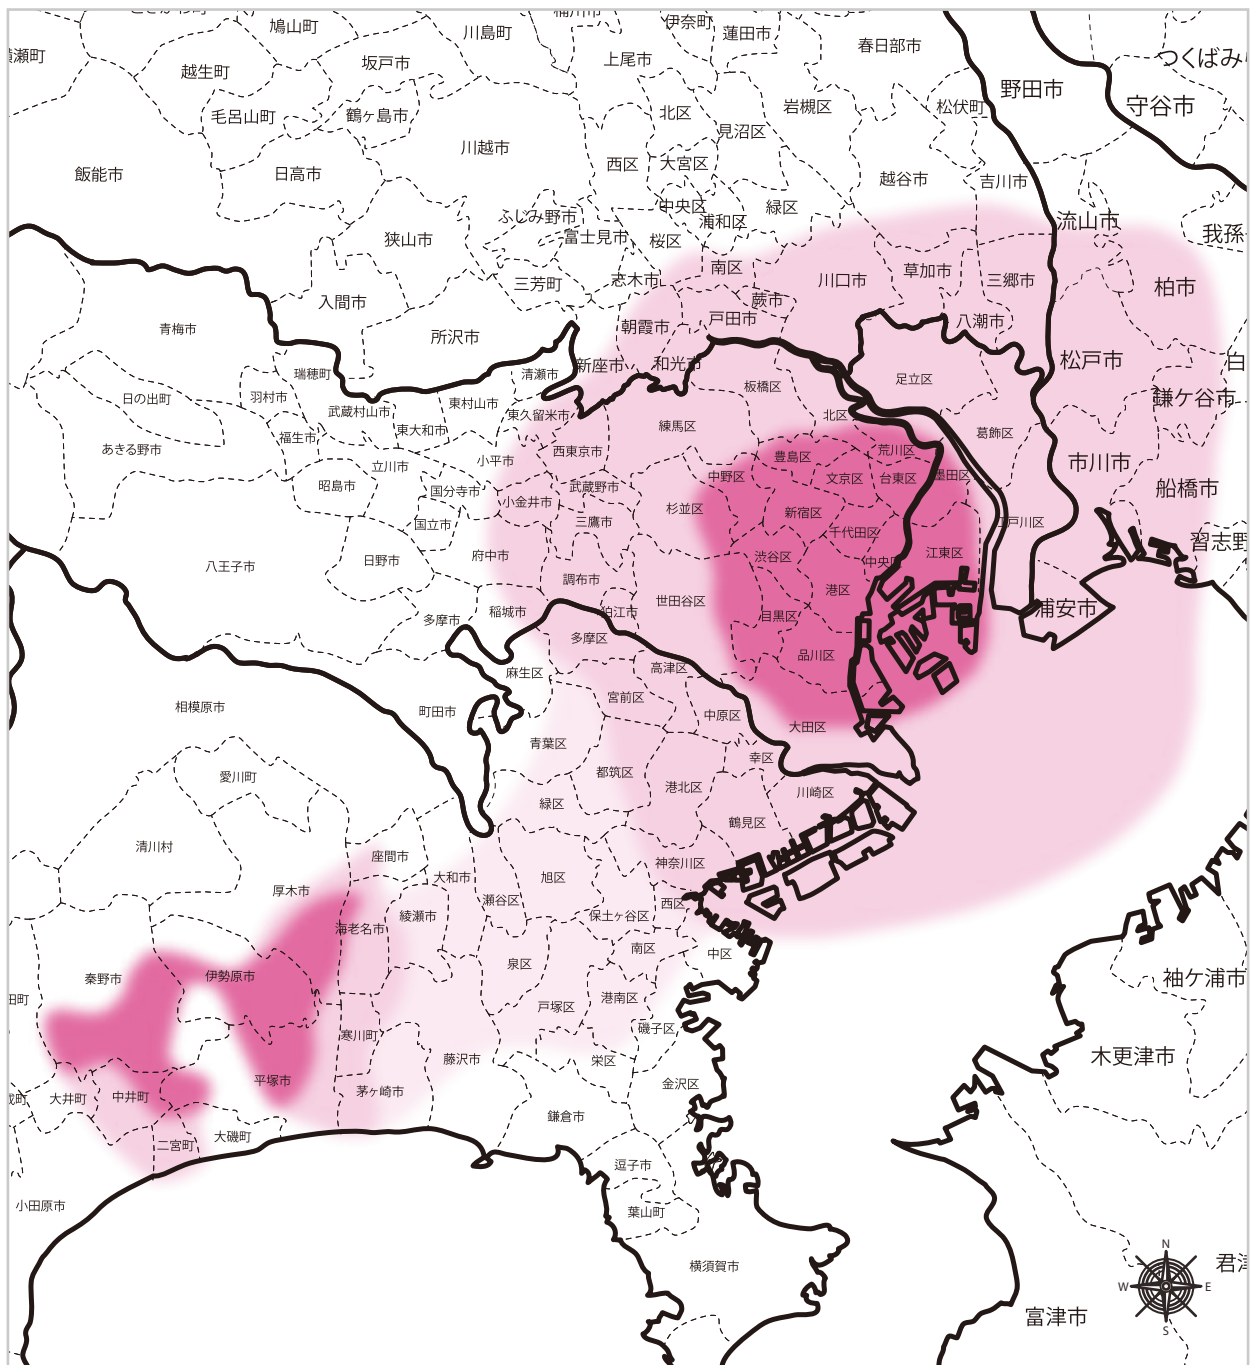 鳩山町
川島町
伊奈町
蓮田市
春日部市
越生町
坂戸市
上尾市
つくばみ
野田市
守谷市
毛呂山町
鶴ヶ島市
北区
岩槻区
松伏町
見沼区
川越市
飯能市
日高市
西区
大宮区
越谷市
吉川市
中央区
緑区
ふじみ野市
浦和区
流山市
狭山市
富士見市
桜区
我孫
三芳町
志木市
南区
川口市
草加市
三郷市
柏市
入間市
蕨市
朝霞市
戸田市
八潮市
青梅市
所沢市
新座市
和光市
松戸市
白
瑞穂町
清瀬市
板橋区
足立区
日の出町
羽村市
武蔵村山市
東村山市
東久留米市
北区
鎌ケ谷市
福生市
東大和市
練馬区
葛飾区
あきる野市
西東京市
豊島区
荒川区
立川市
小平市
市川市
昭島市
国分寺市
小金井市
武蔵野市
中野区
文京区
台東区
墨田区
船橋市
国立市
三鷹市
杉並区
新宿区
千代田区
江戸川区
習志野
八王子市
日野市
府中市
渋谷区
中央区
江東区
調布市
港区
多摩市
稲城市
狛江市
世田谷区
目黒区
浦安市
多摩区
品川区
麻生区
高津区
相模原市
町田市
宮前区
中原区
大田区
青葉区
幸区
愛川町
都筑区
港北区
川崎区
緑区
清川村
鶴見区
座間市
神奈川区
厚木市
大和市
旭区
瀬谷区
西区
綾瀬市
保土ヶ谷区
海老名市
南区
中区
秦野市
伊勢原市
泉区
袖ケ浦市
田町
戸塚区
港南区
寒川町
磯子区
木更津市
藤沢市
栄区
平塚市
茅ヶ崎市
金沢区
大井町
中井町
鎌倉市
二宮町
大磯町
逗子市
小田原市
葉山町
横須賀市
富津市
N
W
E
S